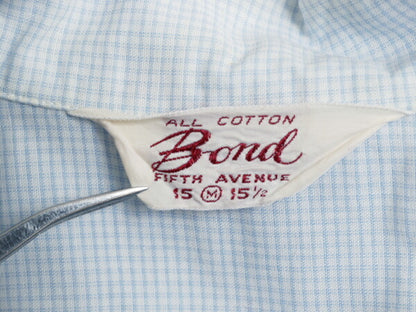 ALL COTTON
Bond
FIFTH AVENUE
15 M 15½